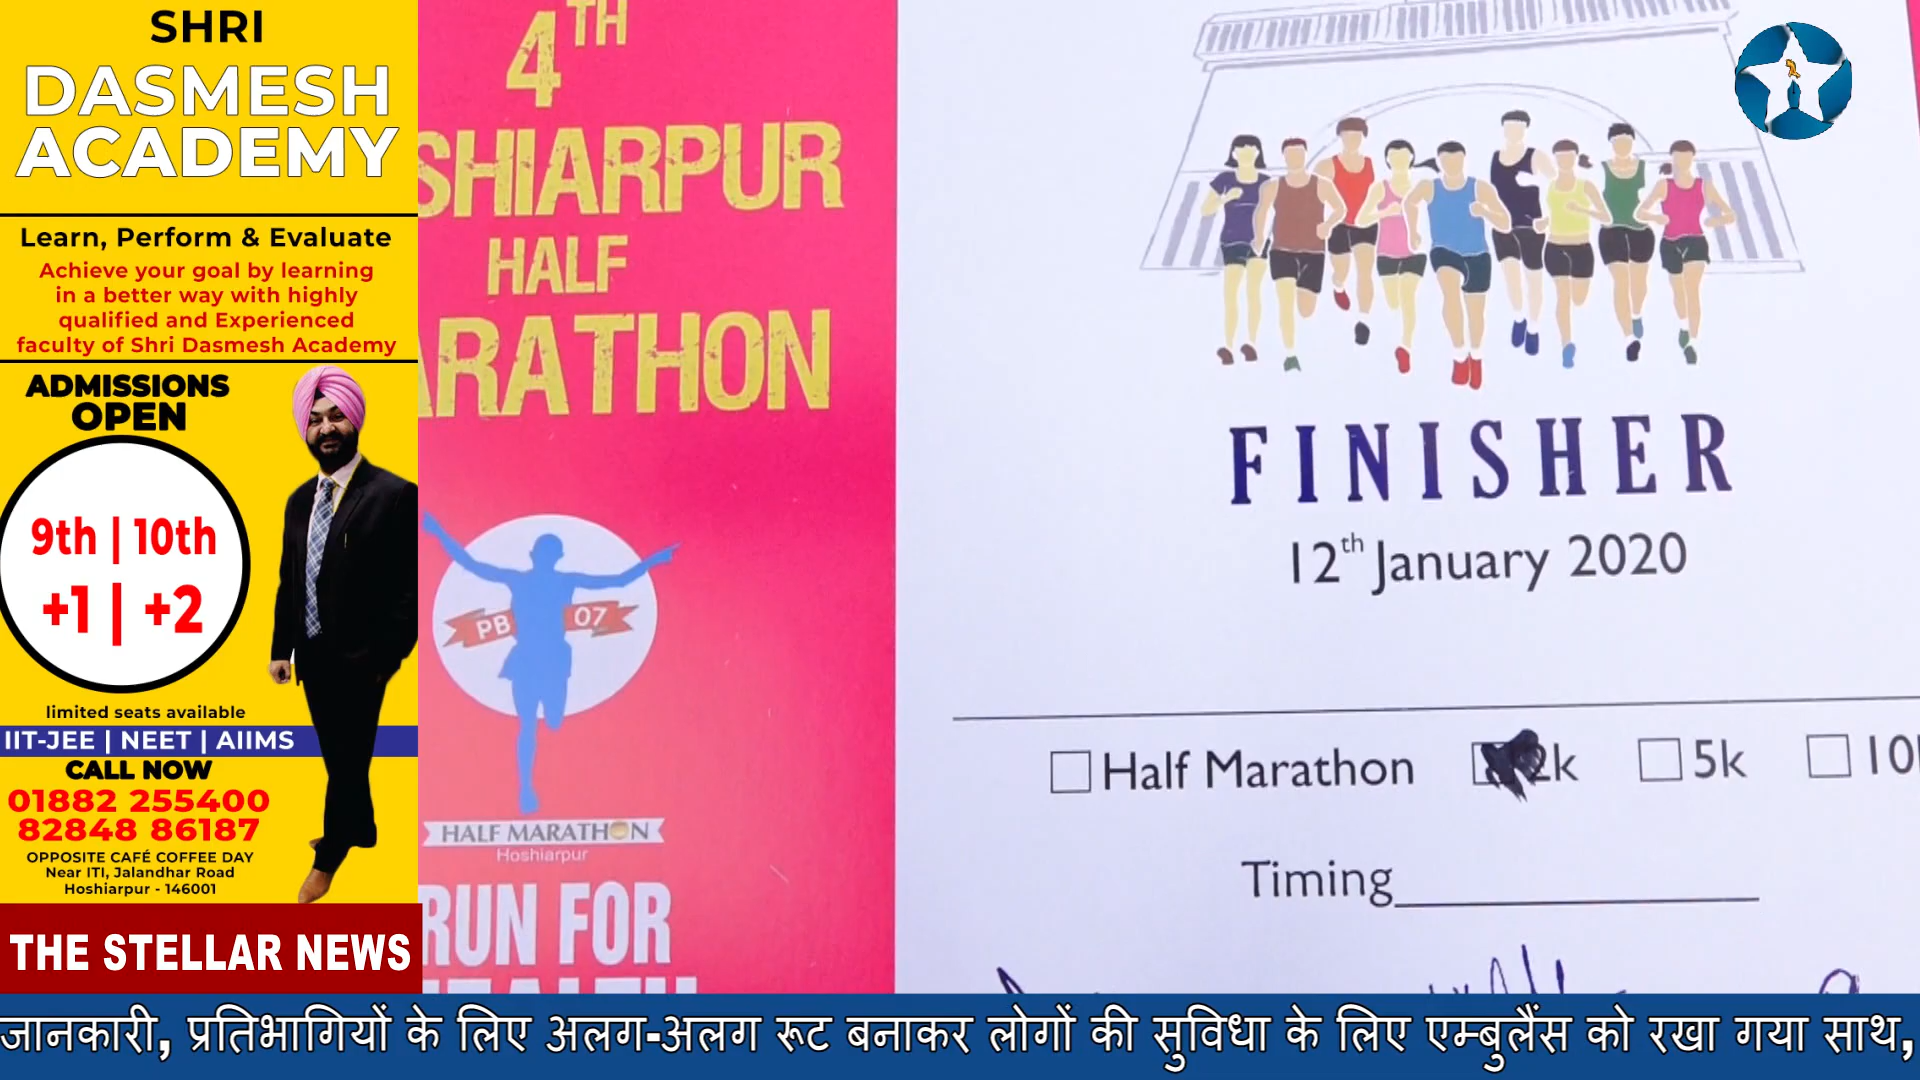 SHRI
DASMESH
ACADEMY
Learn, Perform & Evaluate
Achieve your goal by learning
in a better way with highly
qualified and Experienced
faculty of Shri Dasmesh Academy
ADMISSIONS
OPEN
9th | 10th
+1 | +2
limited seats available
IIT-JEE | NEET | AIIMS
CALL NOW
01882 255400
82848 86187
OPPOSITE CAFÉ COFFEE DAY
Near ITI, Jalandhar Road
Hoshiarpur - 146001
THE STELLAR NEWS
4TH
SHIARPUR
HALF
ARATHON
PB 07
HALF MARATHON
Hoshiarpur
RUN FOR
HEALTH
FINISHER
12th January 2020
Half Marathon 2k 5k 10
Timing
जानकारी, प्रतिभागियों के लिए अलग-अलग रूट बनाकर लोगों की सुविधा के लिए एम्बुलैंस को रखा गया साथ,